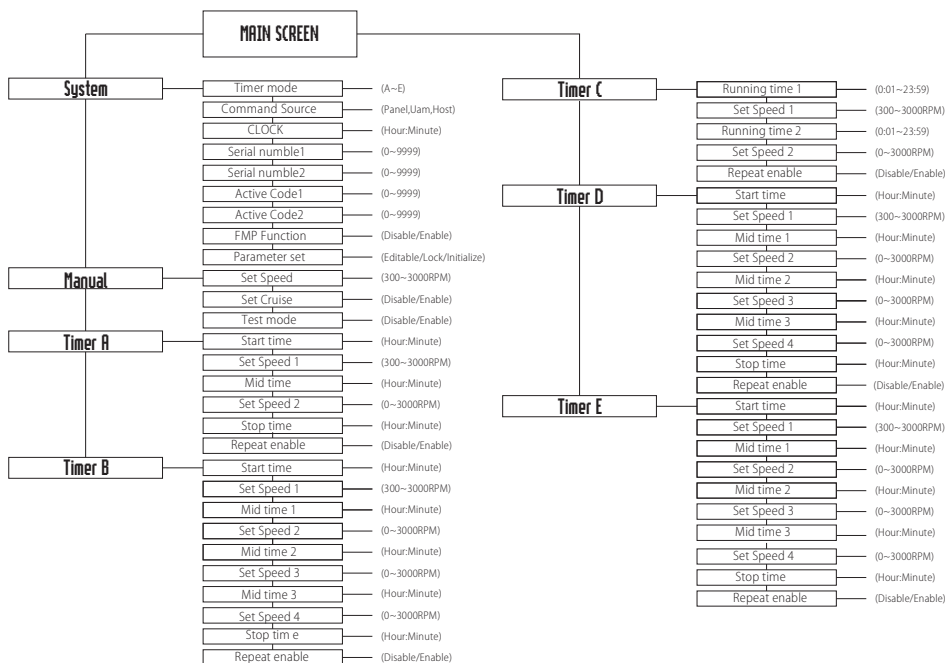 MAIN SCREEN
System
Timer mode (A~E)
Command Source (Panel,Uam,Host)
CLOCK (Hour:Minute)
Serial numble1 (0~9999)
Serial numble2 (0~9999)
Active Code1 (0~9999)
Active Code2 (0~9999)
FMP Function (Disable/Enable)
Parameter set (Editable/Lock/Initialize)
Manual
Set Speed (300~3000RPM)
Set Cruise (Disable/Enable)
Test mode (Disable/Enable)
Timer A
Start time (Hour:Minute)
Set Speed 1 (300~3000RPM)
Mid time (Hour:Minute)
Set Speed 2 (0~3000RPM)
Stop time (Hour:Minute)
Repeat enable (Disable/Enable)
Timer B
Start time (Hour:Minute)
Set Speed 1 (300~3000RPM)
Mid time 1 (Hour:Minute)
Set Speed 2 (0~3000RPM)
Mid time 2 (Hour:Minute)
Set Speed 3 (0~3000RPM)
Mid time 3 (Hour:Minute)
Set Speed 4 (0~3000RPM)
Stop tim e (Hour:Minute)
Repeat enable (Disable/Enable)
Timer C
Running time 1 (0:01~23:59)
Set Speed 1 (300~3000RPM)
Running time 2 (0:01~23:59)
Set Speed 2 (0~3000RPM)
Repeat enable (Disable/Enable)
Timer D
Start time (Hour:Minute)
Set Speed 1 (300~3000RPM)
Mid time 1 (Hour:Minute)
Set Speed 2 (0~3000RPM)
Mid time 2 (Hour:Minute)
Set Speed 3 (0~3000RPM)
Mid time 3 (Hour:Minute)
Set Speed 4 (0~3000RPM)
Stop time (Hour:Minute)
Repeat enable (Disable/Enable)
Timer E
Start time (Hour:Minute)
Set Speed 1 (300~3000RPM)
Mid time 1 (Hour:Minute)
Set Speed 2 (0~3000RPM)
Mid time 2 (Hour:Minute)
Set Speed 3 (0~3000RPM)
Mid time 3 (Hour:Minute)
Set Speed 4 (0~3000RPM)
Stop time (Hour:Minute)
Repeat enable (Disable/Enable)